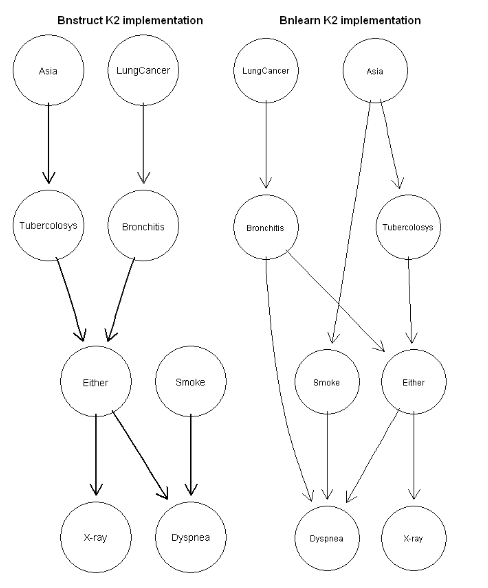 Bnstruct K2 implementation
Bnlearn K2 implementation
Asia
LungCancer
LungCancer
Asia
Tubercolosys
Bronchitis
Bronchitis
Tubercolosys
Either
Smoke
Smoke
Either
X-ray
Dyspnea
Dyspnea
X-ray